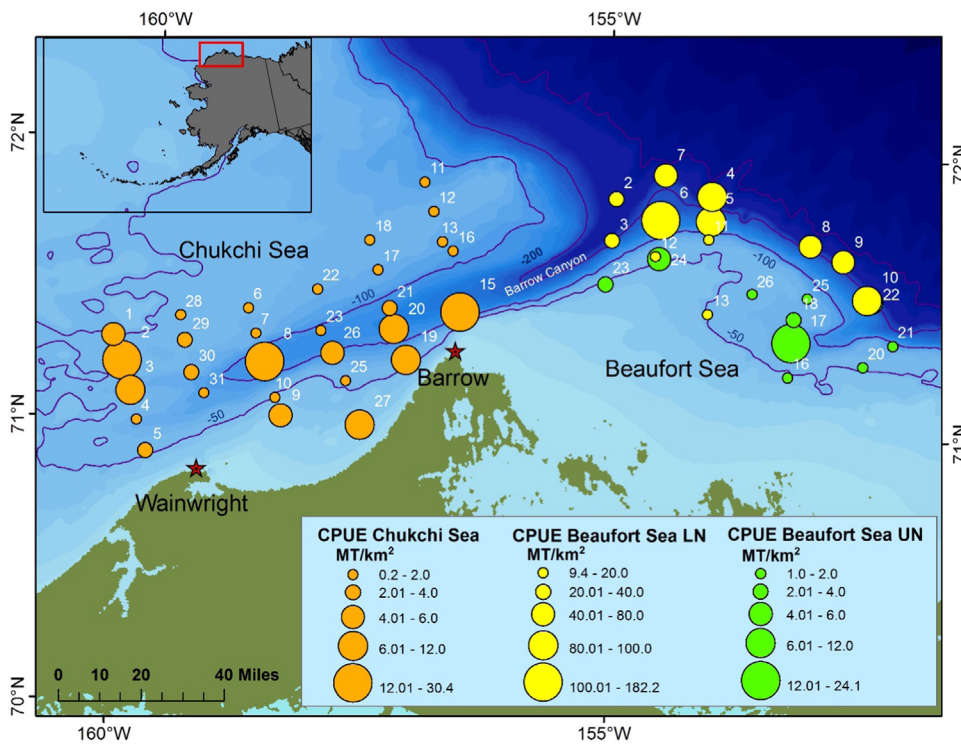 160°W 155°W
72°N
72°N
71°N
71°N
70°N
160°W 155°W
Chukchi Sea
Beaufort Sea
Barrow Canyon
Barrow
Wainwright
-200
-100
-100
-50
-50
7
4
2
6
5
11
3
11
12
12
13
16
18
17
24
23
8
9
10
22
26
25
18
17
13
16
21
20
15
22
21
20
19
6
7
8
23
26
25
28
1
29
2
30
3
31
10
9
27
4
5
CPUE Chukchi Sea
MT/km²
0.2 - 2.0
2.01 - 4.0
4.01 - 6.0
6.01 - 12.0
12.01 - 30.4
CPUE Beaufort Sea LN
MT/km²
9.4 - 20.0
20.01 - 40.0
40.01 - 80.0
80.01 - 100.0
100.01 - 182.2
CPUE Beaufort Sea UN
MT/km²
1.0 - 2.0
2.01 - 4.0
4.01 - 6.0
6.01 - 12.0
12.01 - 24.1
0 10 20 40 Miles